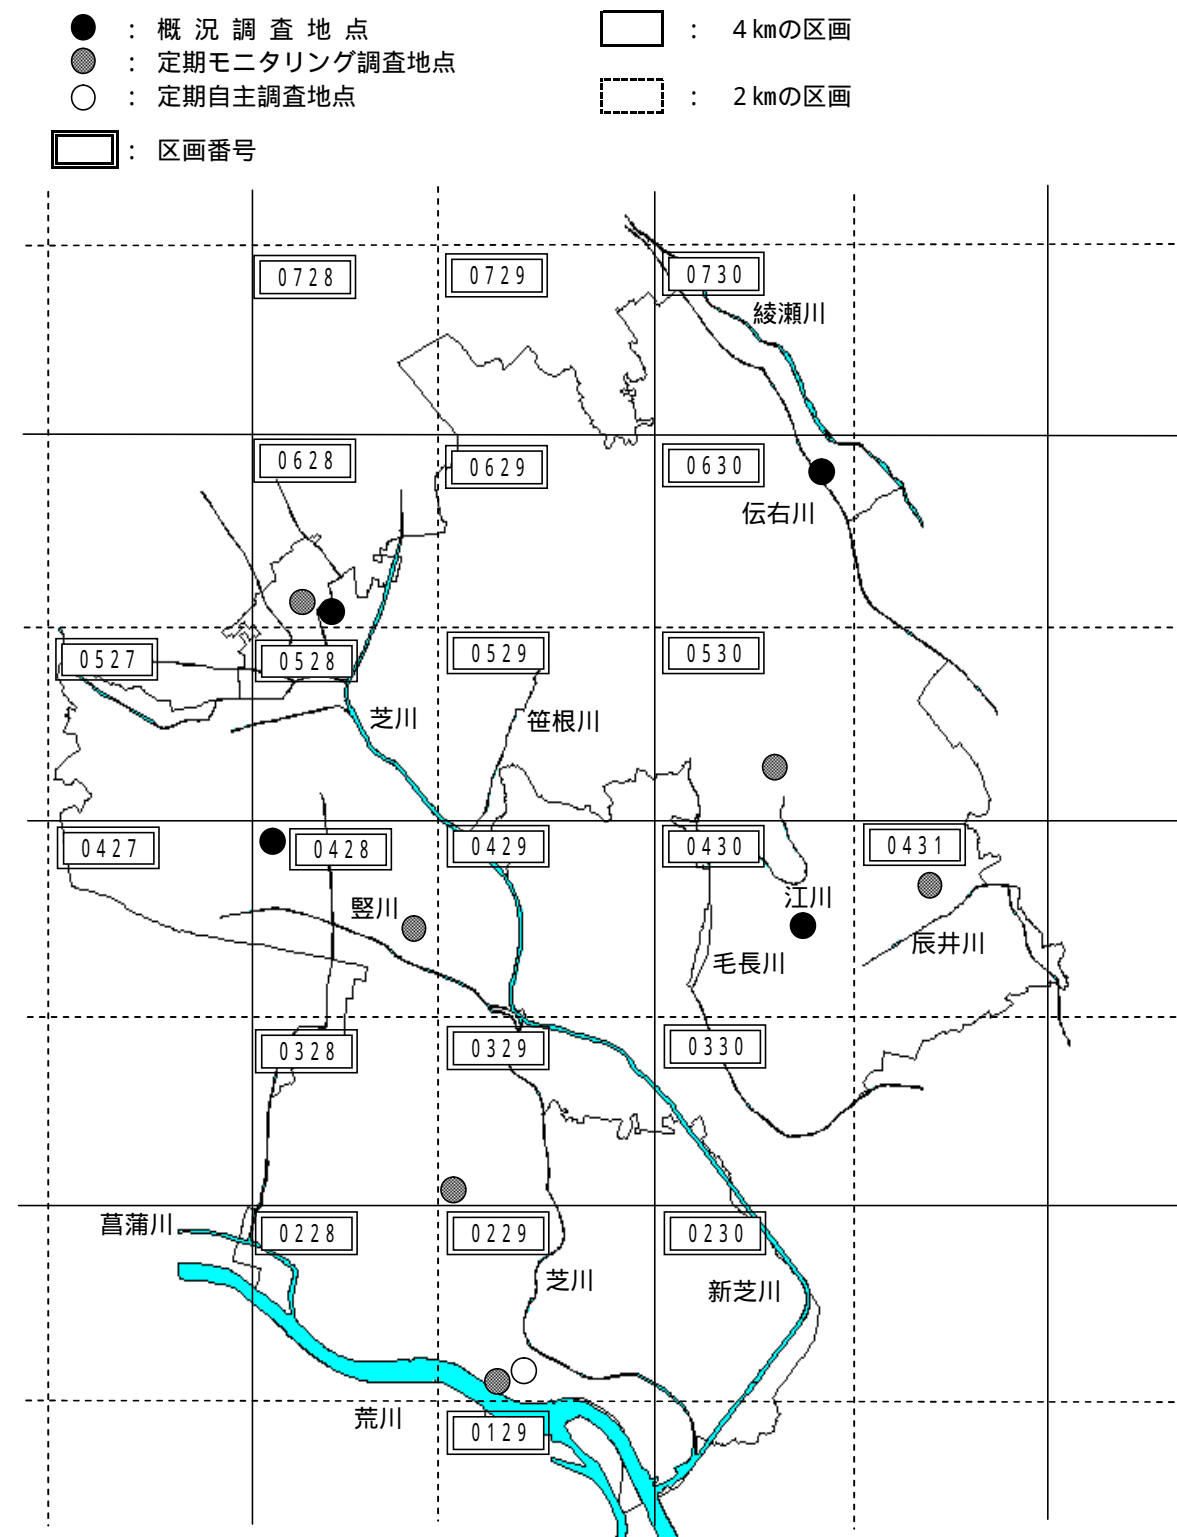 ： 概況調査地点
： 定期モニタリング調査地点
： 定期自主調査地点
： 区画番号
： 4kmの区画
： 2kmの区画
0728
0729
0730
綾瀬川
0628
0629
0630
伝右川
0527
0528
0529
0530
芝川
笹根川
0427
0428
0429
0430
0431
竪川
江川
毛長川
辰井川
0328
0329
0330
菖蒲川
0228
0229
0230
芝川
新芝川
荒川
0129